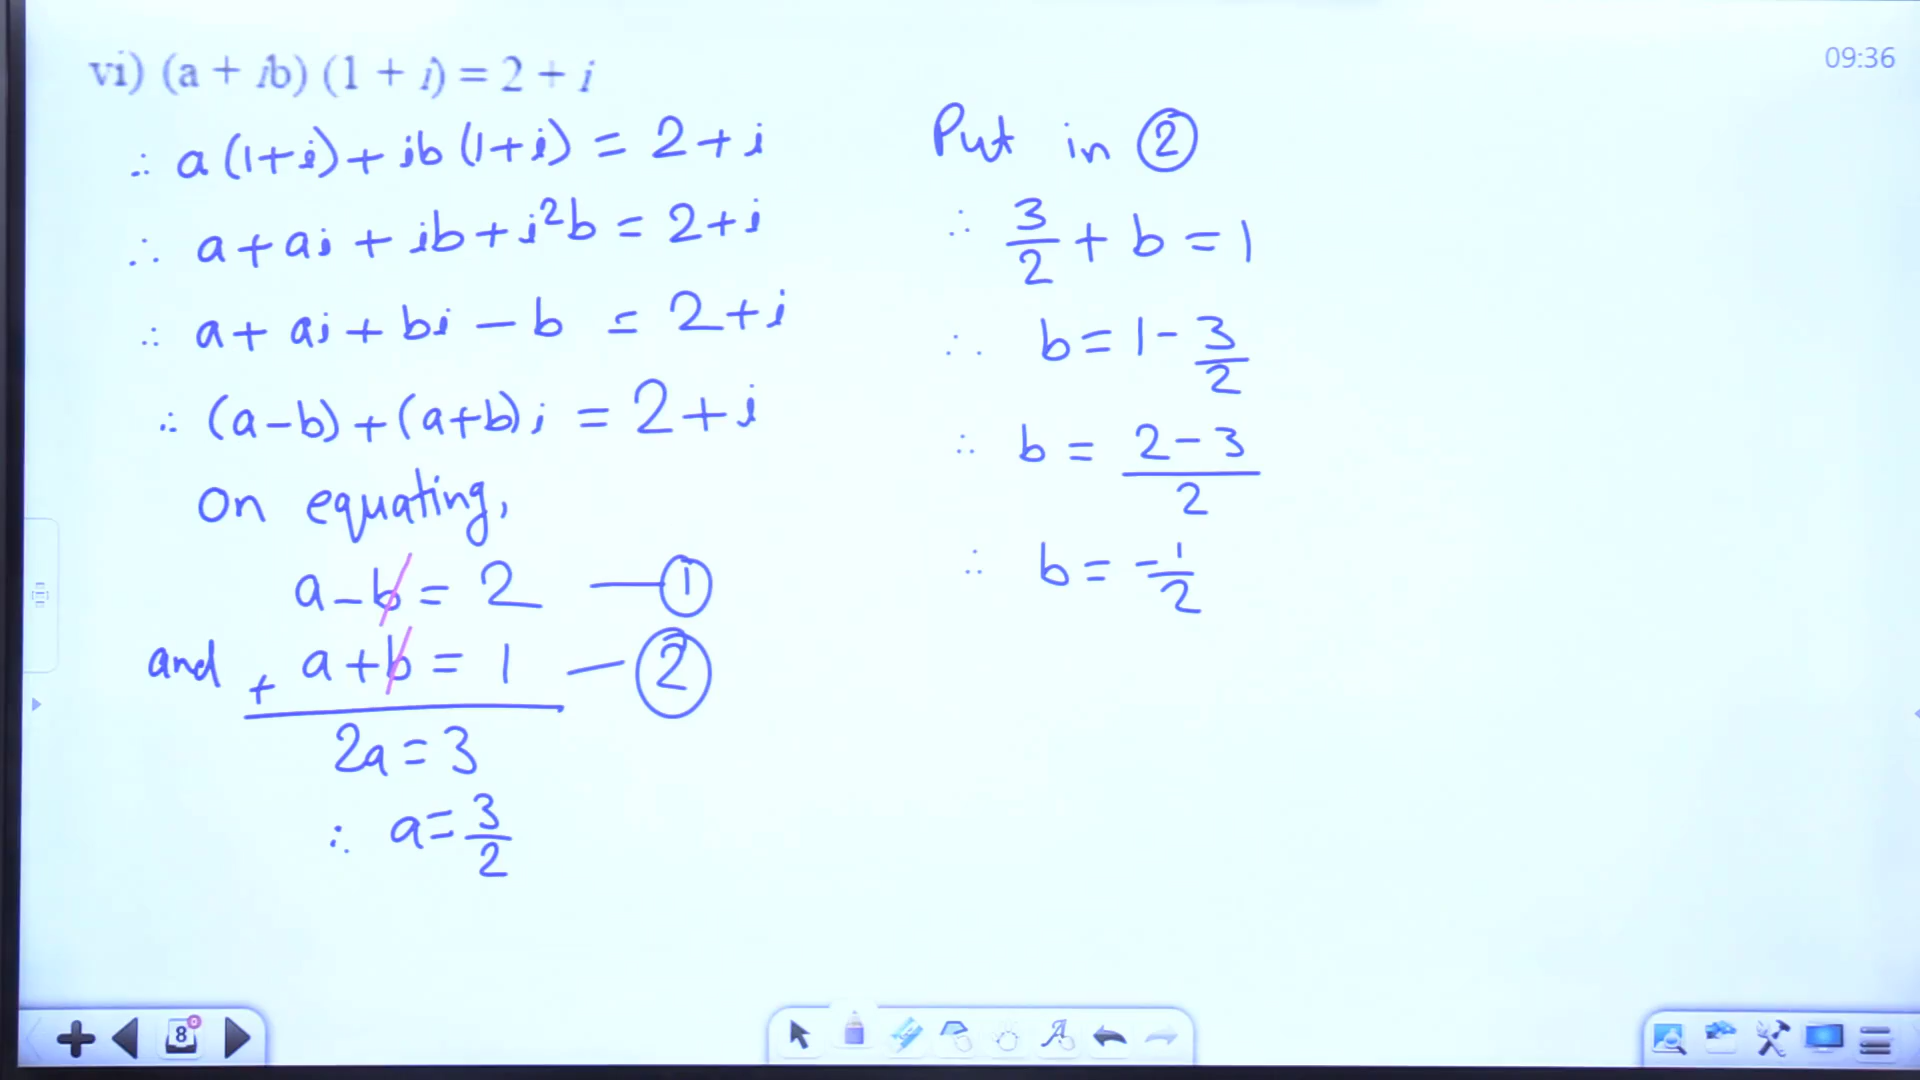 vi) (a + ib) (1 + i) = 2 + i
∴ a(1+i) + ib(1+i) = 2+i
∴ a + ai + ib + i²b = 2+i
∴ a + ai + bi − b = 2+i
∴ (a−b) + (a+b)i = 2+i
On equating,
a − b = 2 — ①
and + a + b = 1 — ②
2a = 3
∴ a = 3/2
09:36
Put in ②
∴ 3/2 + b = 1
∴ b = 1 − 3/2
∴ b = (2 − 3)/2
∴ b = −1/2
8
0